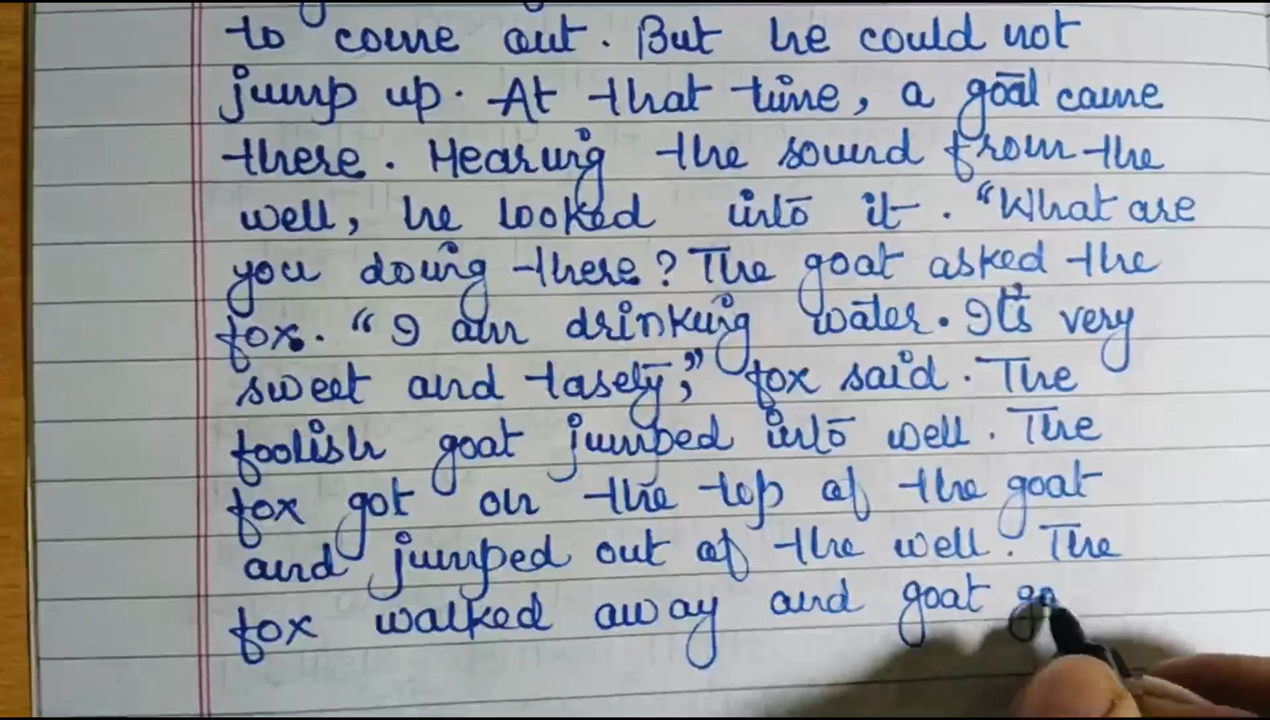 to come out. But he could not
jump up. At that time, a goat came
there. Hearing the sound from the
well, he looked into it. "What are
you doing there? The goat asked the
fox. "I am drinking water. It's very
sweet and tasety," fox said. The
foolish goat jumped into well. The
fox got on the top of the goat
and jumped out of the well. The
fox walked away and goat go